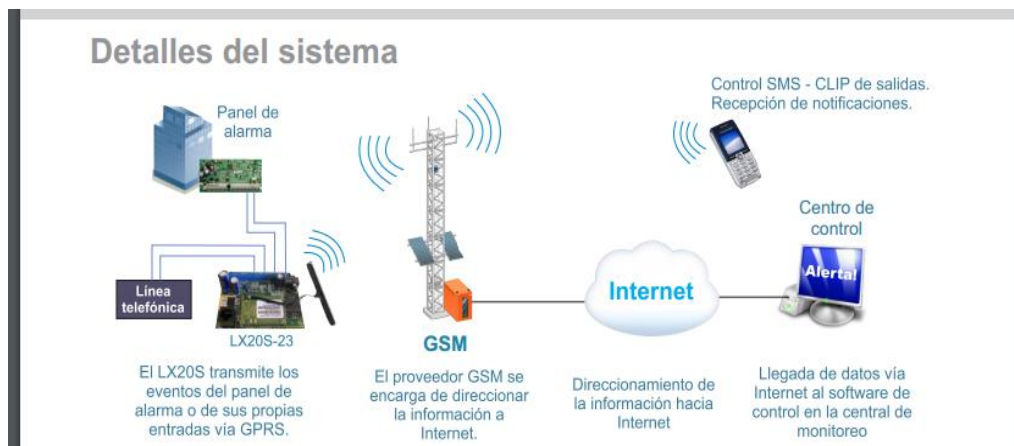 Detalles del sistema
Panel de
alarma
Línea
telefónica
LX20S-23
El LX20S transmite los
eventos del panel de
alarma o de sus propias
entradas vía GPRS.
GSM
El proveedor GSM se
encarga de direccionar
la información a
Internet.
Internet
Direccionamiento de
la información hacia
Internet
Control SMS - CLIP de salidas.
Recepción de notificaciones.
Centro de
control
Alerta!
Llegada de datos vía
Internet al software de
control en la central de
monitoreo